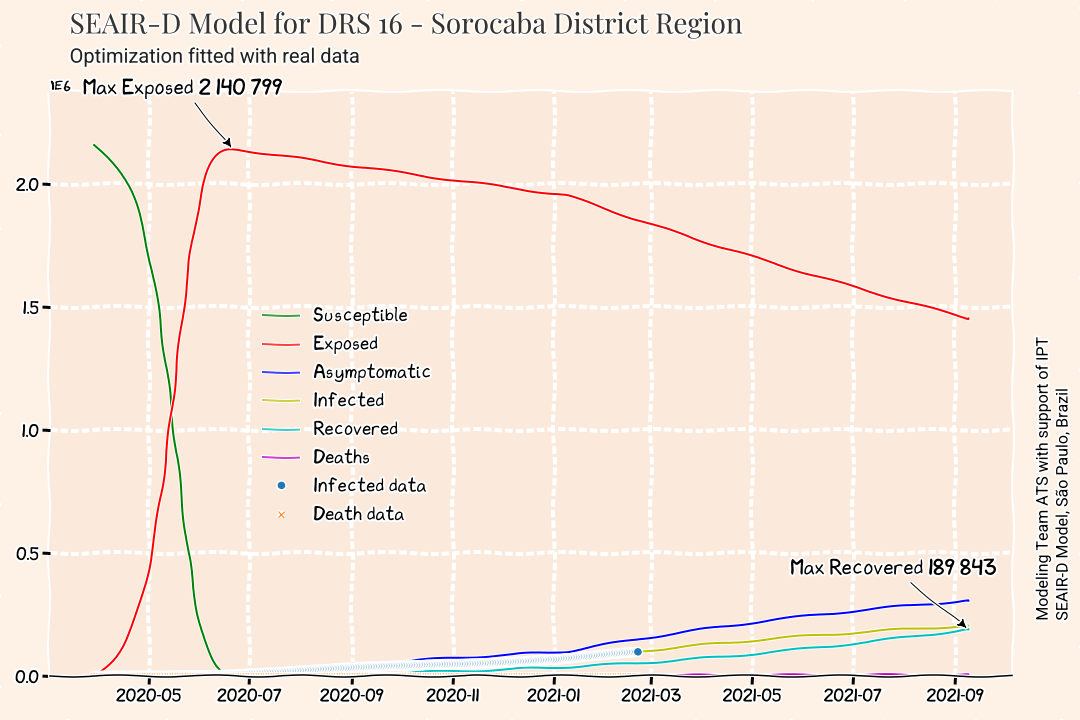 SEAIR-D Model for DRS 16 - Sorocaba District Region
Optimization fitted with real data
1E6 Max Exposed 2 140 799
2.0
1.5
1.0
0.5
0.0
Susceptible
Exposed
Asymptomatic
Infected
Recovered
Deaths
Infected data
Death data
Max Recovered 189 843
2020-05 2020-07 2020-09 2020-11 2021-01 2021-03 2021-05 2021-07 2021-09
Modeling Team ATS with support of IPT
SEAIR-D Model, São Paulo, Brazil